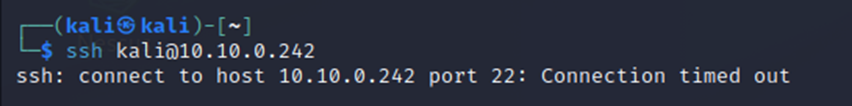 ┌──(kali㉿kali)-[~]
└─$ ssh kali@10.10.0.242
ssh: connect to host 10.10.0.242 port 22: Connection timed out